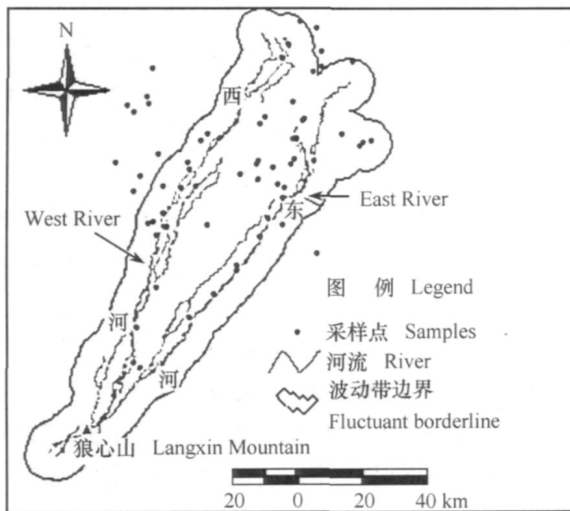 N
西
East River
东
West River
图 例 Legend
采样点 Samples
河
河流 River
河
波动带边界
Fluctuant borderline
狼心山 Langxin Mountain
20 0 20 40 km